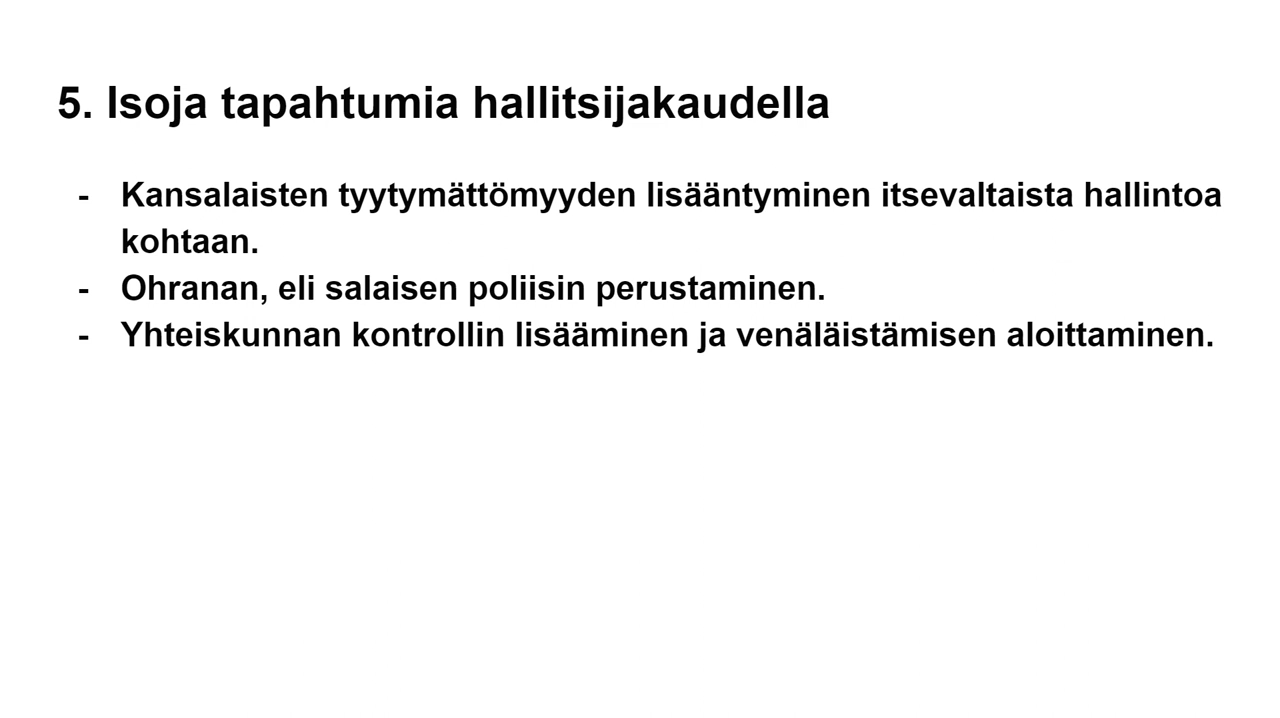 5. Isoja tapahtumia hallitsijakaudella
- Kansalaisten tyytymättömyyden lisääntyminen itsevaltaista hallintoa
kohtaan.
- Ohranan, eli salaisen poliisin perustaminen.
- Yhteiskunnan kontrollin lisääminen ja venäläistämisen aloittaminen.